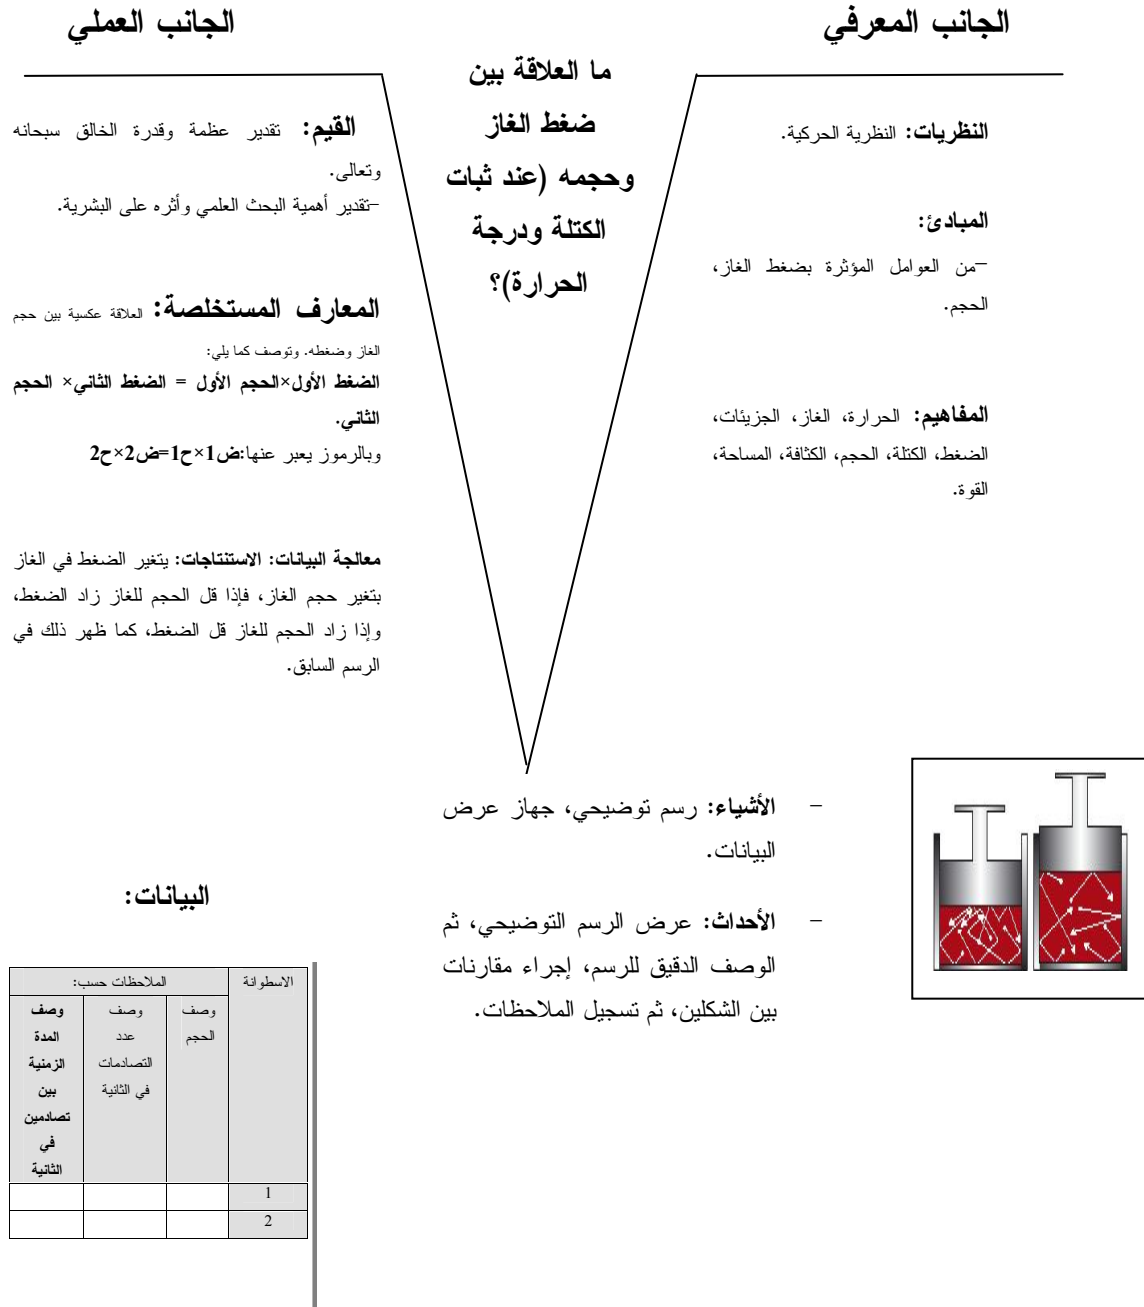 الجانب المعرفي
الجانب العملي
ما العلاقة بين
ضغط الغاز
وحجمه (عند ثبات
الكتلة ودرجة
الحرارة)؟
النظريات: النظرية الحركية.
المبادئ:
–من العوامل المؤثرة بضغط الغاز،
الحجم.
المفاهيم: الحرارة، الغاز، الجزيئات،
الضغط، الكتلة، الحجم، الكثافة، المساحة،
القوة.
القيم: تقدير عظمة وقدرة الخالق سبحانه
وتعالى.
–تقدير أهمية البحث العلمي وأثره على البشرية.
المعارف المستخلصة: العلاقة عكسية بين حجم
الغاز وضغطه. وتوصف كما يلي:
الضغط الأول×الحجم الأول = الضغط الثاني× الحجم
الثاني.
وبالرموز يعبر عنها:ض1×ح1=ض2×ح2
معالجة البيانات: الاستنتاجات: يتغير الضغط في الغاز
بتغير حجم الغاز، فإذا قل الحجم للغاز زاد الضغط،
وإذا زاد الحجم للغاز قل الضغط، كما ظهر ذلك في
الرسم السابق.
– الأشياء: رسم توضيحي، جهاز عرض
البيانات.
– الأحداث: عرض الرسم التوضيحي، ثم
الوصف الدقيق للرسم، إجراء مقارنات
بين الشكلين، ثم تسجيل الملاحظات.
البيانات:
الاسطوانة
الملاحظات حسب:
وصف
الحجم
وصف
عدد
التصادمات
في الثانية
وصف
المدة
الزمنية
بين
تصادمين
في
الثانية
1
2